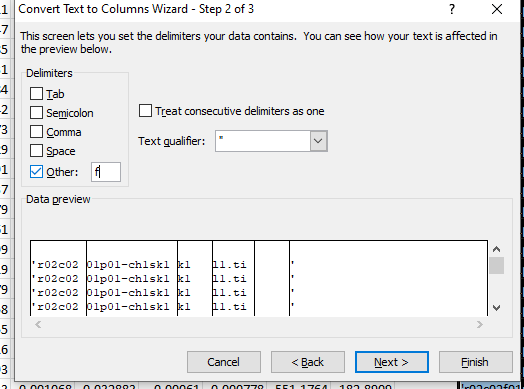 Convert Text to Columns Wizard - Step 2 of 3
This screen lets you set the delimiters your data contains. You can see how your text is affected in
the preview below.
Delimiters
Tab
Semicolon
Comma
Space
Other: f
Treat consecutive delimiters as one
Text qualifier: "
Data preview
'r02c02 01p01-ch1sk1 k1 11.ti '
'r02c02 01p01-ch1sk1 k1 11.ti '
'r02c02 01p01-ch1sk1 k1 11.ti '
'r02c02 01p01-ch1sk1 k1 11.ti '
Cancel < Back Next > Finish
0.001068 0.032883 0.00061 0.000778 551.1764 182.8999 'r02c02f01